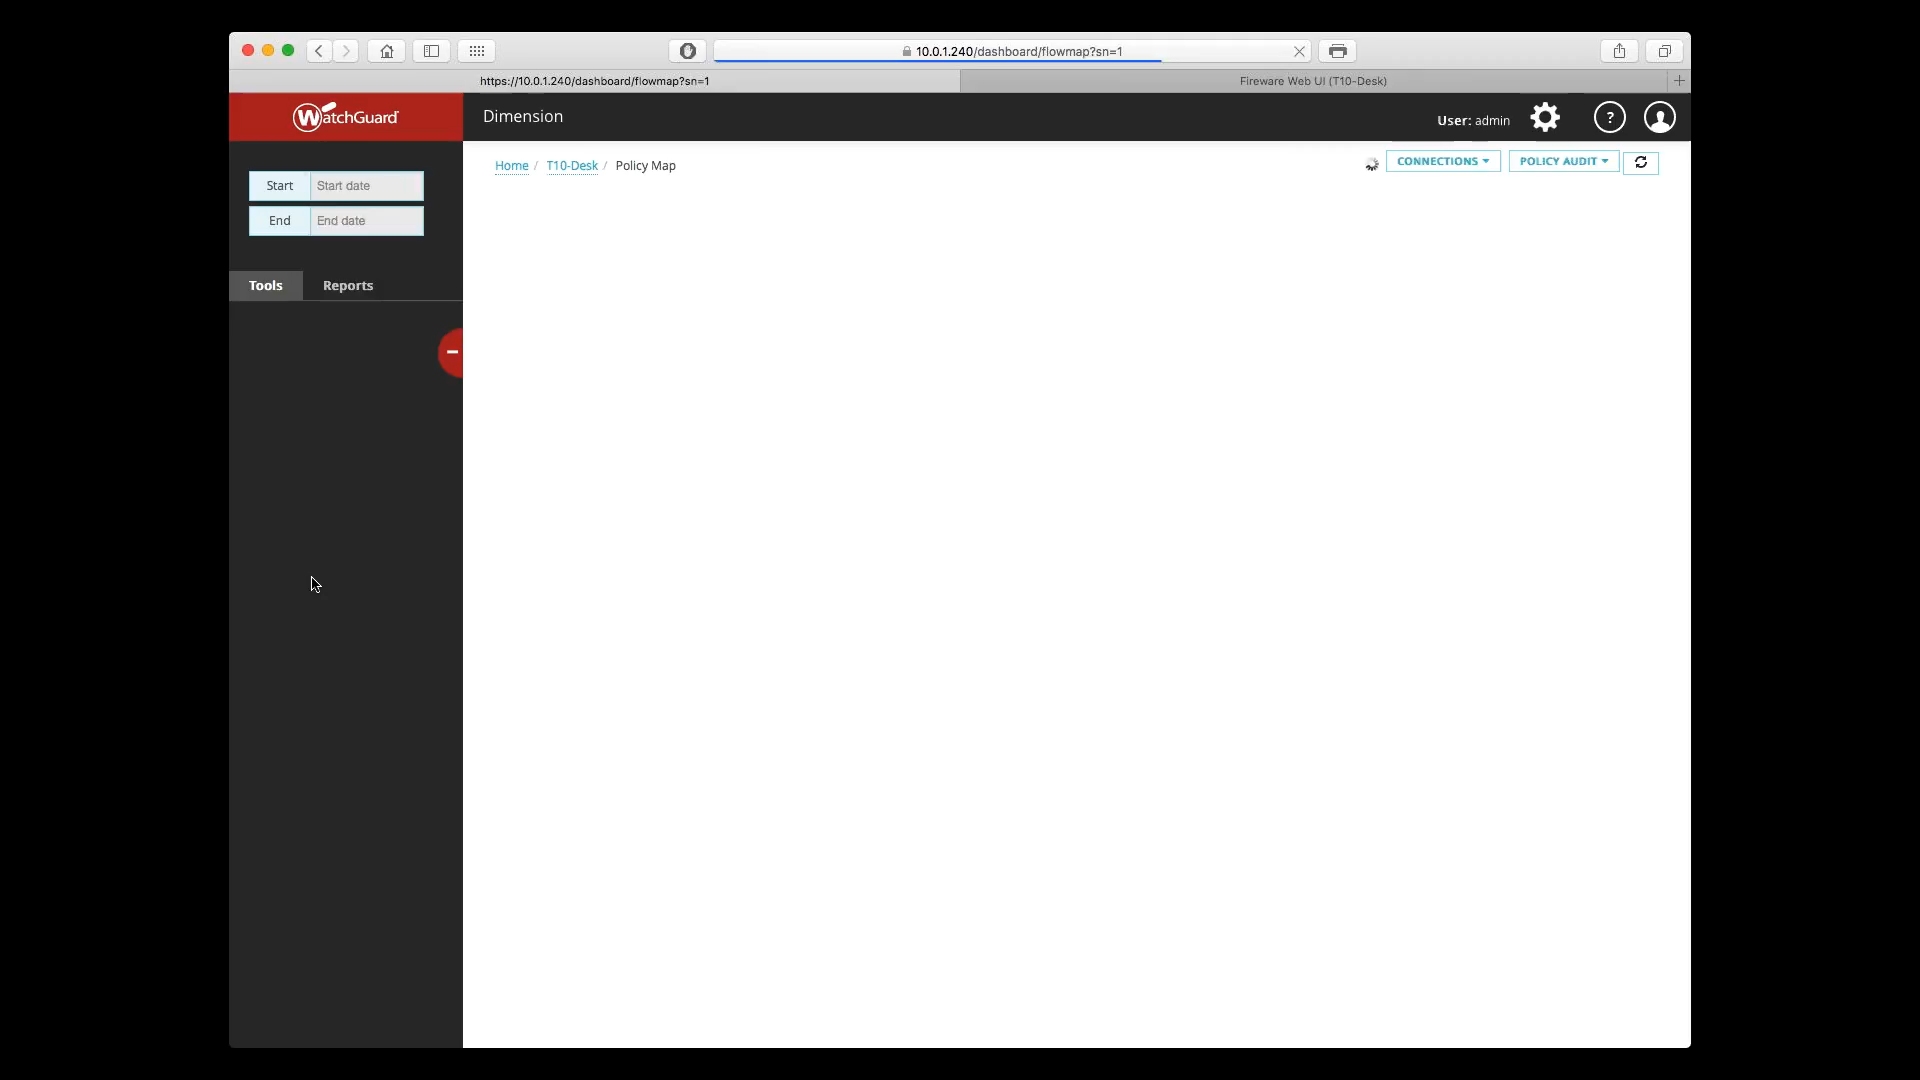 10.0.1.240/dashboard/flowmap?sn=1
https://10.0.1.240/dashboard/flowmap?sn=1
Fireware Web UI (T10-Desk)
WatchGuard
Dimension
User: admin
?
Home / T10-Desk / Policy Map
CONNECTIONS
POLICY AUDIT
Start
Start date
End
End date
Tools
Reports